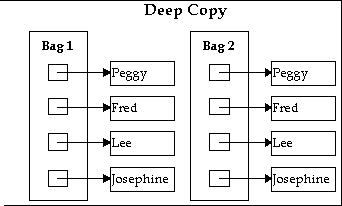 Deep Copy
Bag 1 Bag 2
Peggy Peggy
Fred Fred
Lee Lee
Josephine Josephine